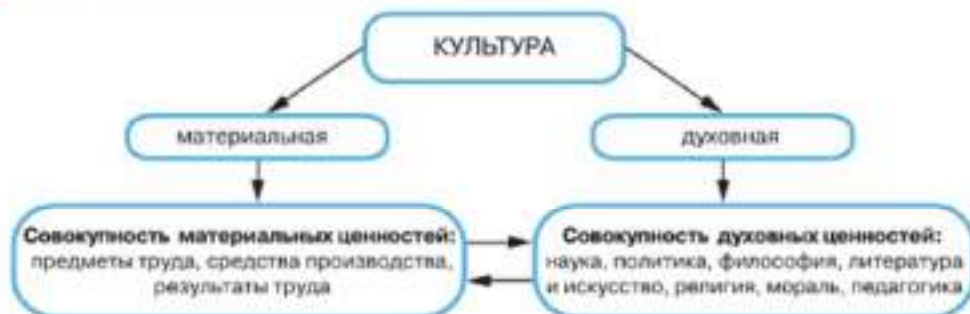 КУЛЬТУРА
материальная
духовная
Совокупность материальных ценностей:
предметы труда, средства производства,
результаты труда
Совокупность духовных ценностей:
наука, политика, философия, литература
и искусство, религия, мораль, педагогика